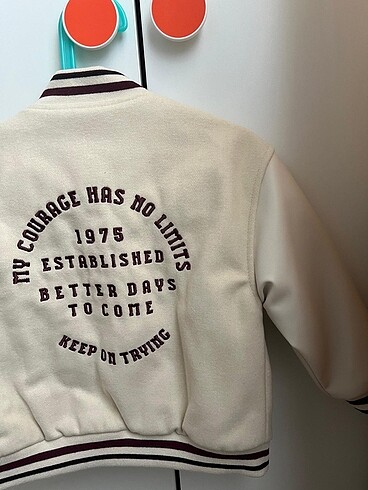 MY COURAGE HAS NO LIMITS
1975
ESTABLISHED
BETTER DAYS
TO COME
KEEP ON TRYING